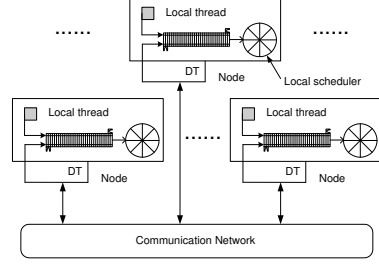 Local thread
......
......
DT
Node
Local scheduler
Local thread
......
Local thread
DT
Node
DT
Node
Communication Network